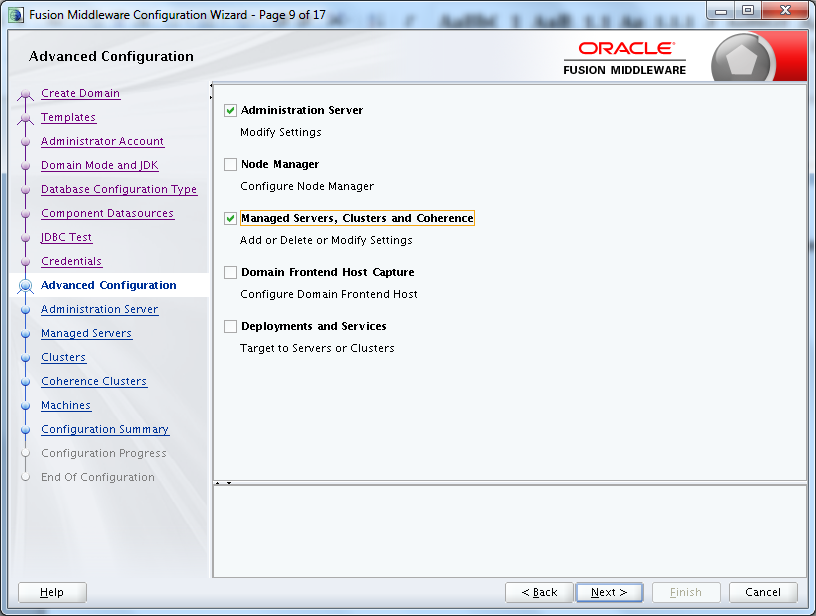 Fusion Middleware Configuration Wizard - Page 9 of 17
Advanced Configuration
ORACLE
FUSION MIDDLEWARE
Create Domain
Templates
Administrator Account
Domain Mode and JDK
Database Configuration Type
Component Datasources
JDBC Test
Credentials
Advanced Configuration
Administration Server
Managed Servers
Clusters
Coherence Clusters
Machines
Configuration Summary
Configuration Progress
End Of Configuration
Administration Server
Modify Settings
Node Manager
Configure Node Manager
Managed Servers, Clusters and Coherence
Add or Delete or Modify Settings
Domain Frontend Host Capture
Configure Domain Frontend Host
Deployments and Services
Target to Servers or Clusters
Help
< Back
Next >
Finish
Cancel